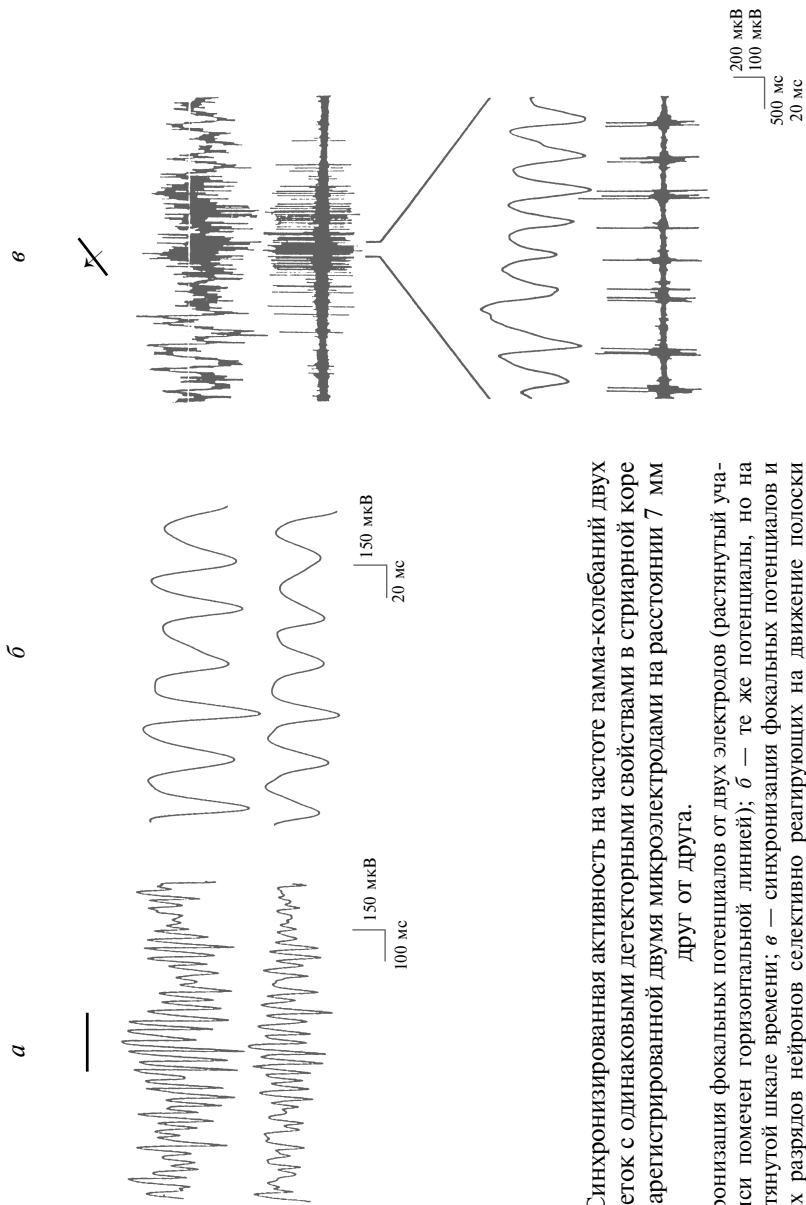 а
б
в
150 мкВ
100 мс
150 мкВ
20 мс
200 мкВ
100 мкВ
500 мс
20 мс
Синхронизированная активность на частоте гамма-колебаний двух
еток с одинаковыми детекторными свойствами в стриарной коре
арегистрированной двумя микроэлектродами на расстоянии 7 мм
друг от друга.
ронизация фокальных потенциалов от двух электродов (растянутый уча-
иси помечен горизонтальной линией); б — те же потенциалы, но на
тянутой шкале времени; в — синхронизация фокальных потенциалов и
х разрядов нейронов селективно реагирующих на движение полоски